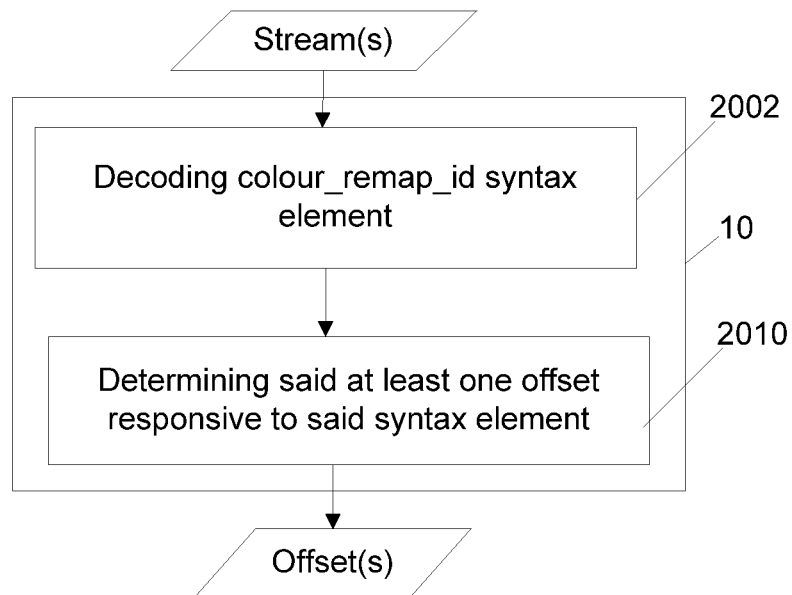 Stream(s)
2002
Decoding colour_remap_id syntax
element
10
2010
Determining said at least one offset
responsive to said syntax element
Offset(s)